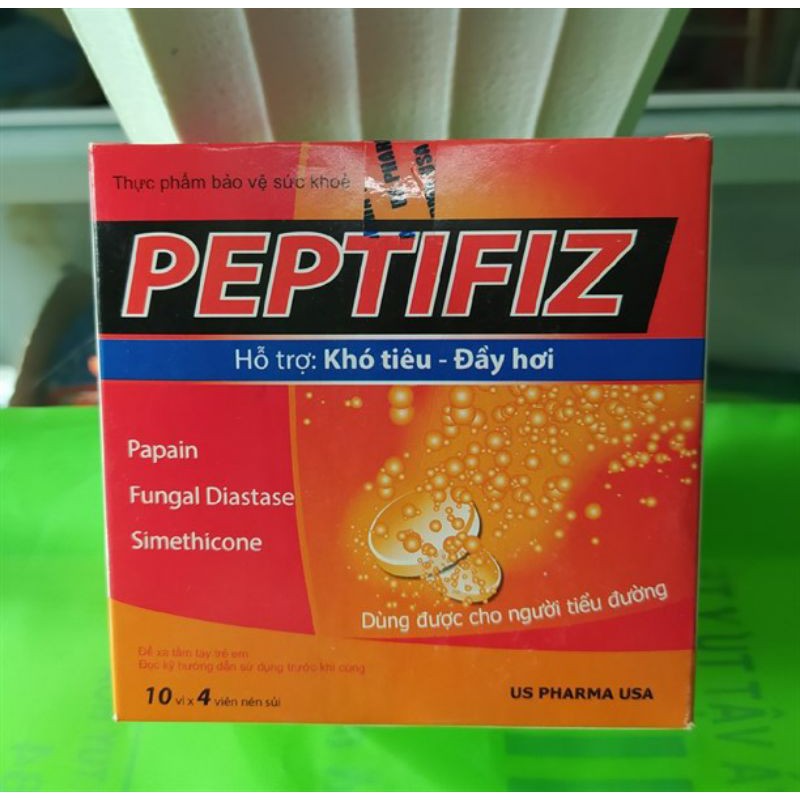 Thực phẩm bảo vệ sức khoẻ
PEPTIFIZ
Hỗ trợ: Khó tiêu - Đầy hơi
Papain
Fungal Diastase
Simethicone
Dùng được cho người tiểu đường
Để xa tầm tay trẻ em
Đọc kỹ hướng dẫn sử dụng trước khi dùng
10 vỉ x 4 viên nén sủi
US PHARMA USA